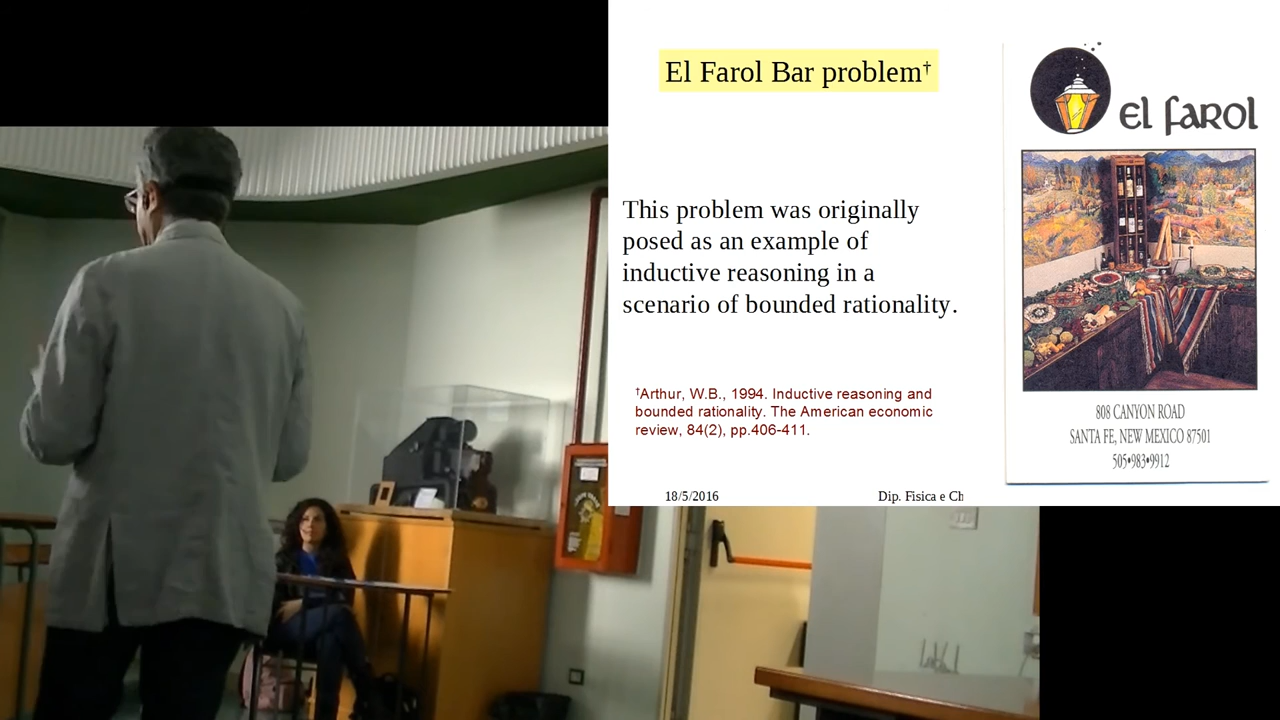 El Farol Bar problem†
This problem was originally
posed as an example of
inductive reasoning in a
scenario of bounded rationality.
†Arthur, W.B., 1994. Inductive reasoning and
bounded rationality. The American economic
review, 84(2), pp.406-411.
18/5/2016
Dip. Fisica e Ch
el farol
808 CANYON ROAD
SANTA FE, NEW MEXICO 87501
505•983•9912